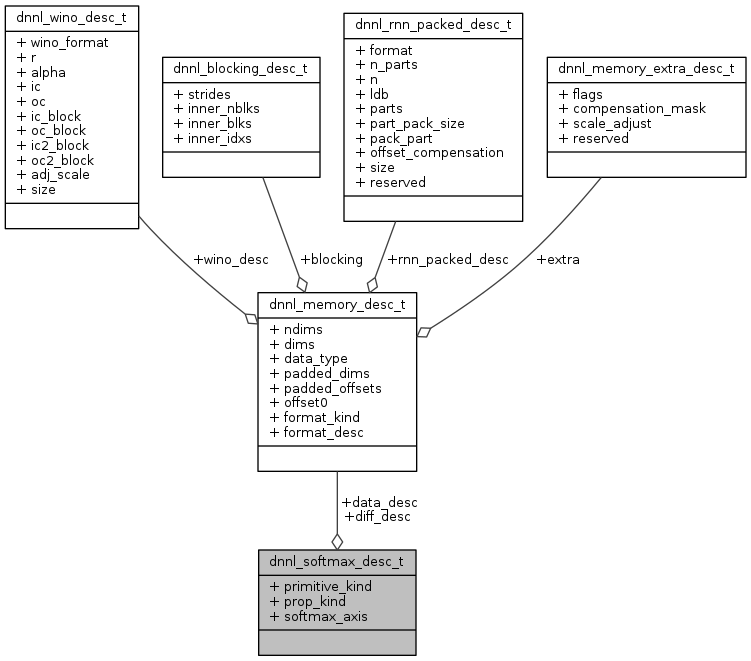 dnnl_wino_desc_t
+ wino_format
+ r
+ alpha
+ ic
+ oc
+ ic_block
+ oc_block
+ ic2_block
+ oc2_block
+ adj_scale
+ size
dnnl_blocking_desc_t
+ strides
+ inner_nblks
+ inner_blks
+ inner_idxs
dnnl_rnn_packed_desc_t
+ format
+ n_parts
+ n
+ ldb
+ parts
+ part_pack_size
+ pack_part
+ offset_compensation
+ size
+ reserved
dnnl_memory_extra_desc_t
+ flags
+ compensation_mask
+ scale_adjust
+ reserved
+wino_desc
+blocking
+rnn_packed_desc
+extra
dnnl_memory_desc_t
+ ndims
+ dims
+ data_type
+ padded_dims
+ padded_offsets
+ offset0
+ format_kind
+ format_desc
+data_desc
+diff_desc
dnnl_softmax_desc_t
+ primitive_kind
+ prop_kind
+ softmax_axis